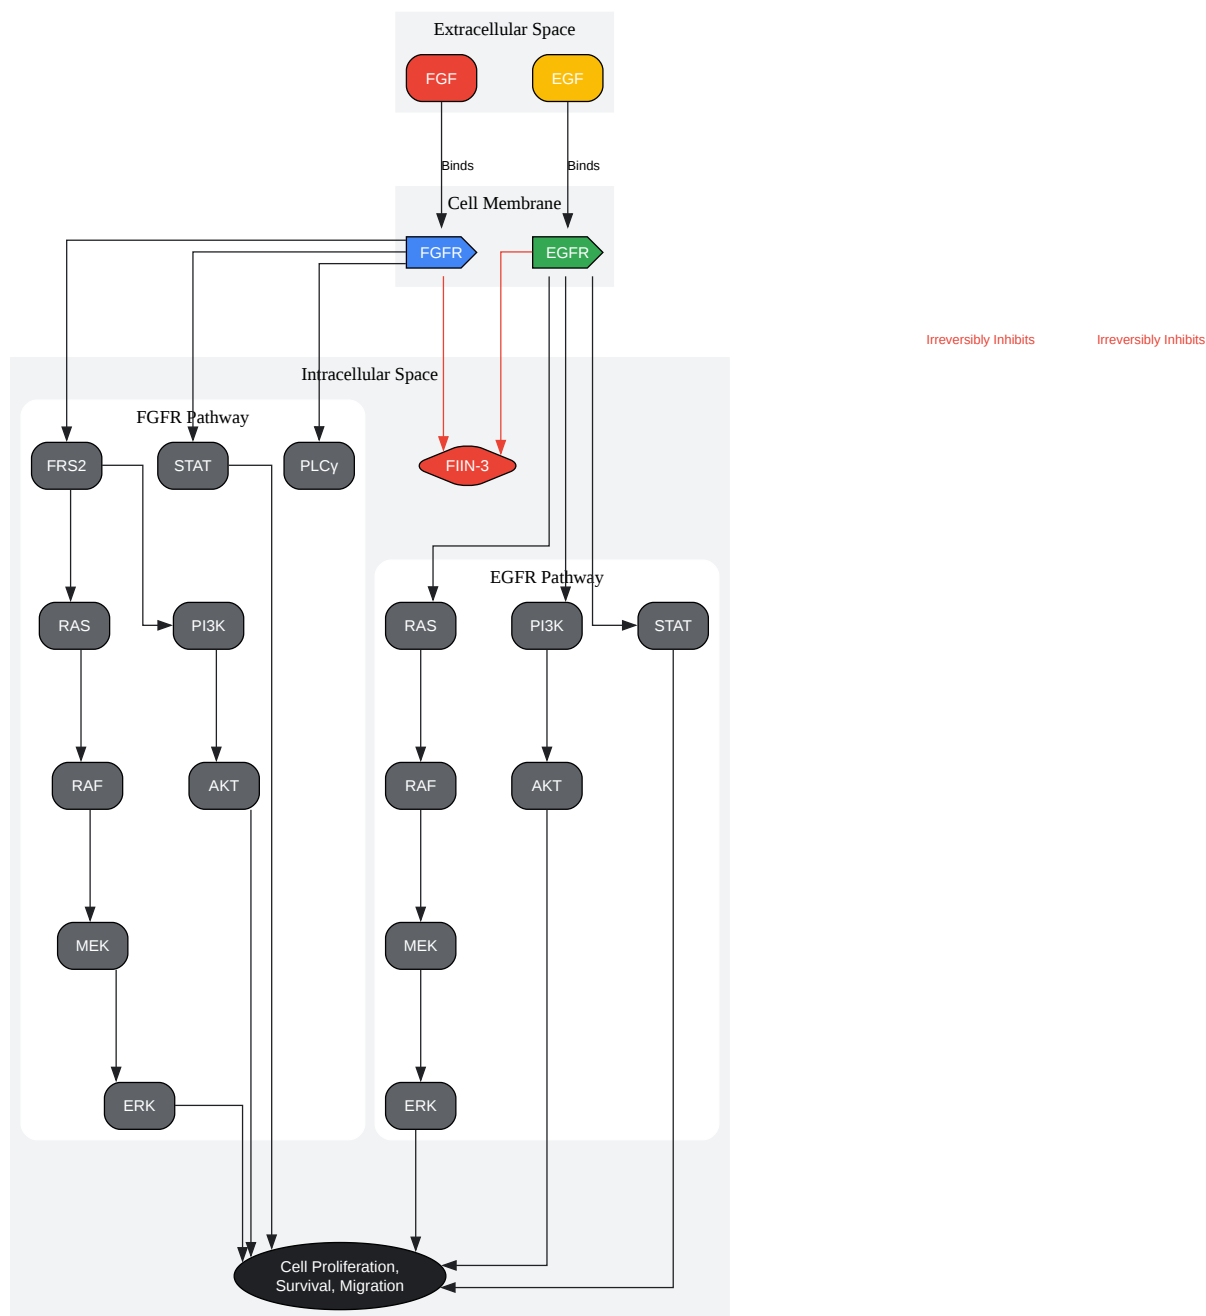 Extracellular Space
FGF
EGF
Binds
Binds
Cell Membrane
FGFR
EGFR
Irreversibly Inhibits
Irreversibly Inhibits
Intracellular Space
FGFR Pathway
FRS2
STAT
PLCγ
FIIN-3
EGFR Pathway
RAS
PI3K
RAS
PI3K
STAT
RAF
AKT
RAF
AKT
MEK
MEK
ERK
ERK
Cell Proliferation,
Survival, Migration